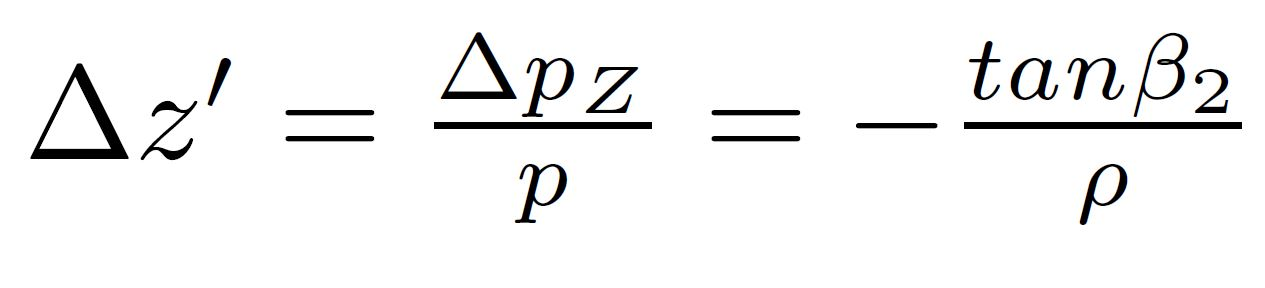 Δz′ = Δp_Z / p = − tanβ₂ / ρ